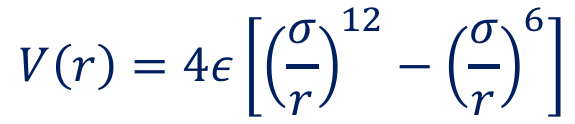 V(r) = 4ϵ [(σ/r)^12 − (σ/r)^6]